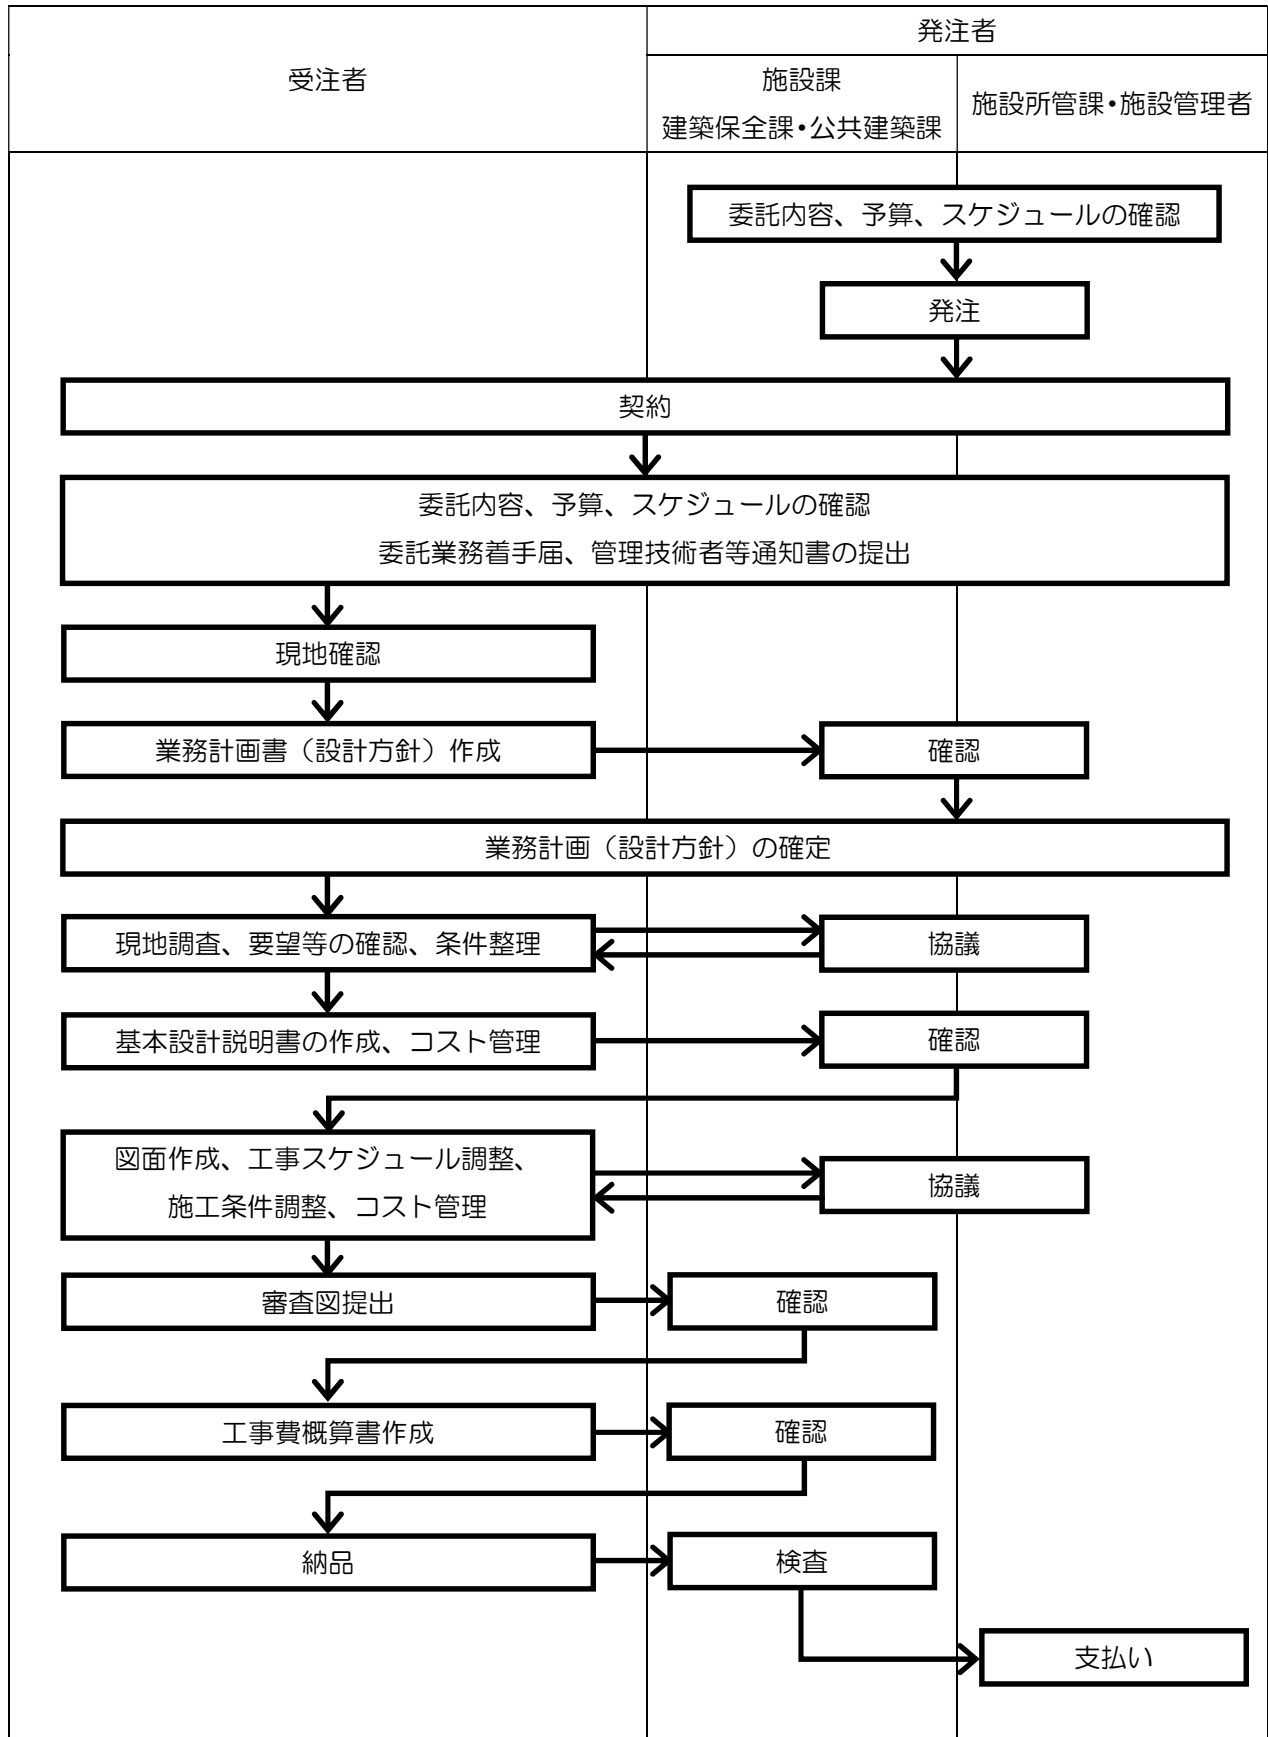 発注者
受注者
施設課
建築保全課・公共建築課
施設所管課・施設管理者
委託内容、予算、スケジュールの確認
発注
契約
委託内容、予算、スケジュールの確認
委託業務着手届、管理技術者等通知書の提出
現地確認
業務計画書（設計方針）作成
確認
業務計画（設計方針）の確定
現地調査、要望等の確認、条件整理
協議
基本設計説明書の作成、コスト管理
確認
図面作成、工事スケジュール調整、
施工条件調整、コスト管理
協議
審査図提出
確認
工事費概算書作成
確認
納品
検査
支払い